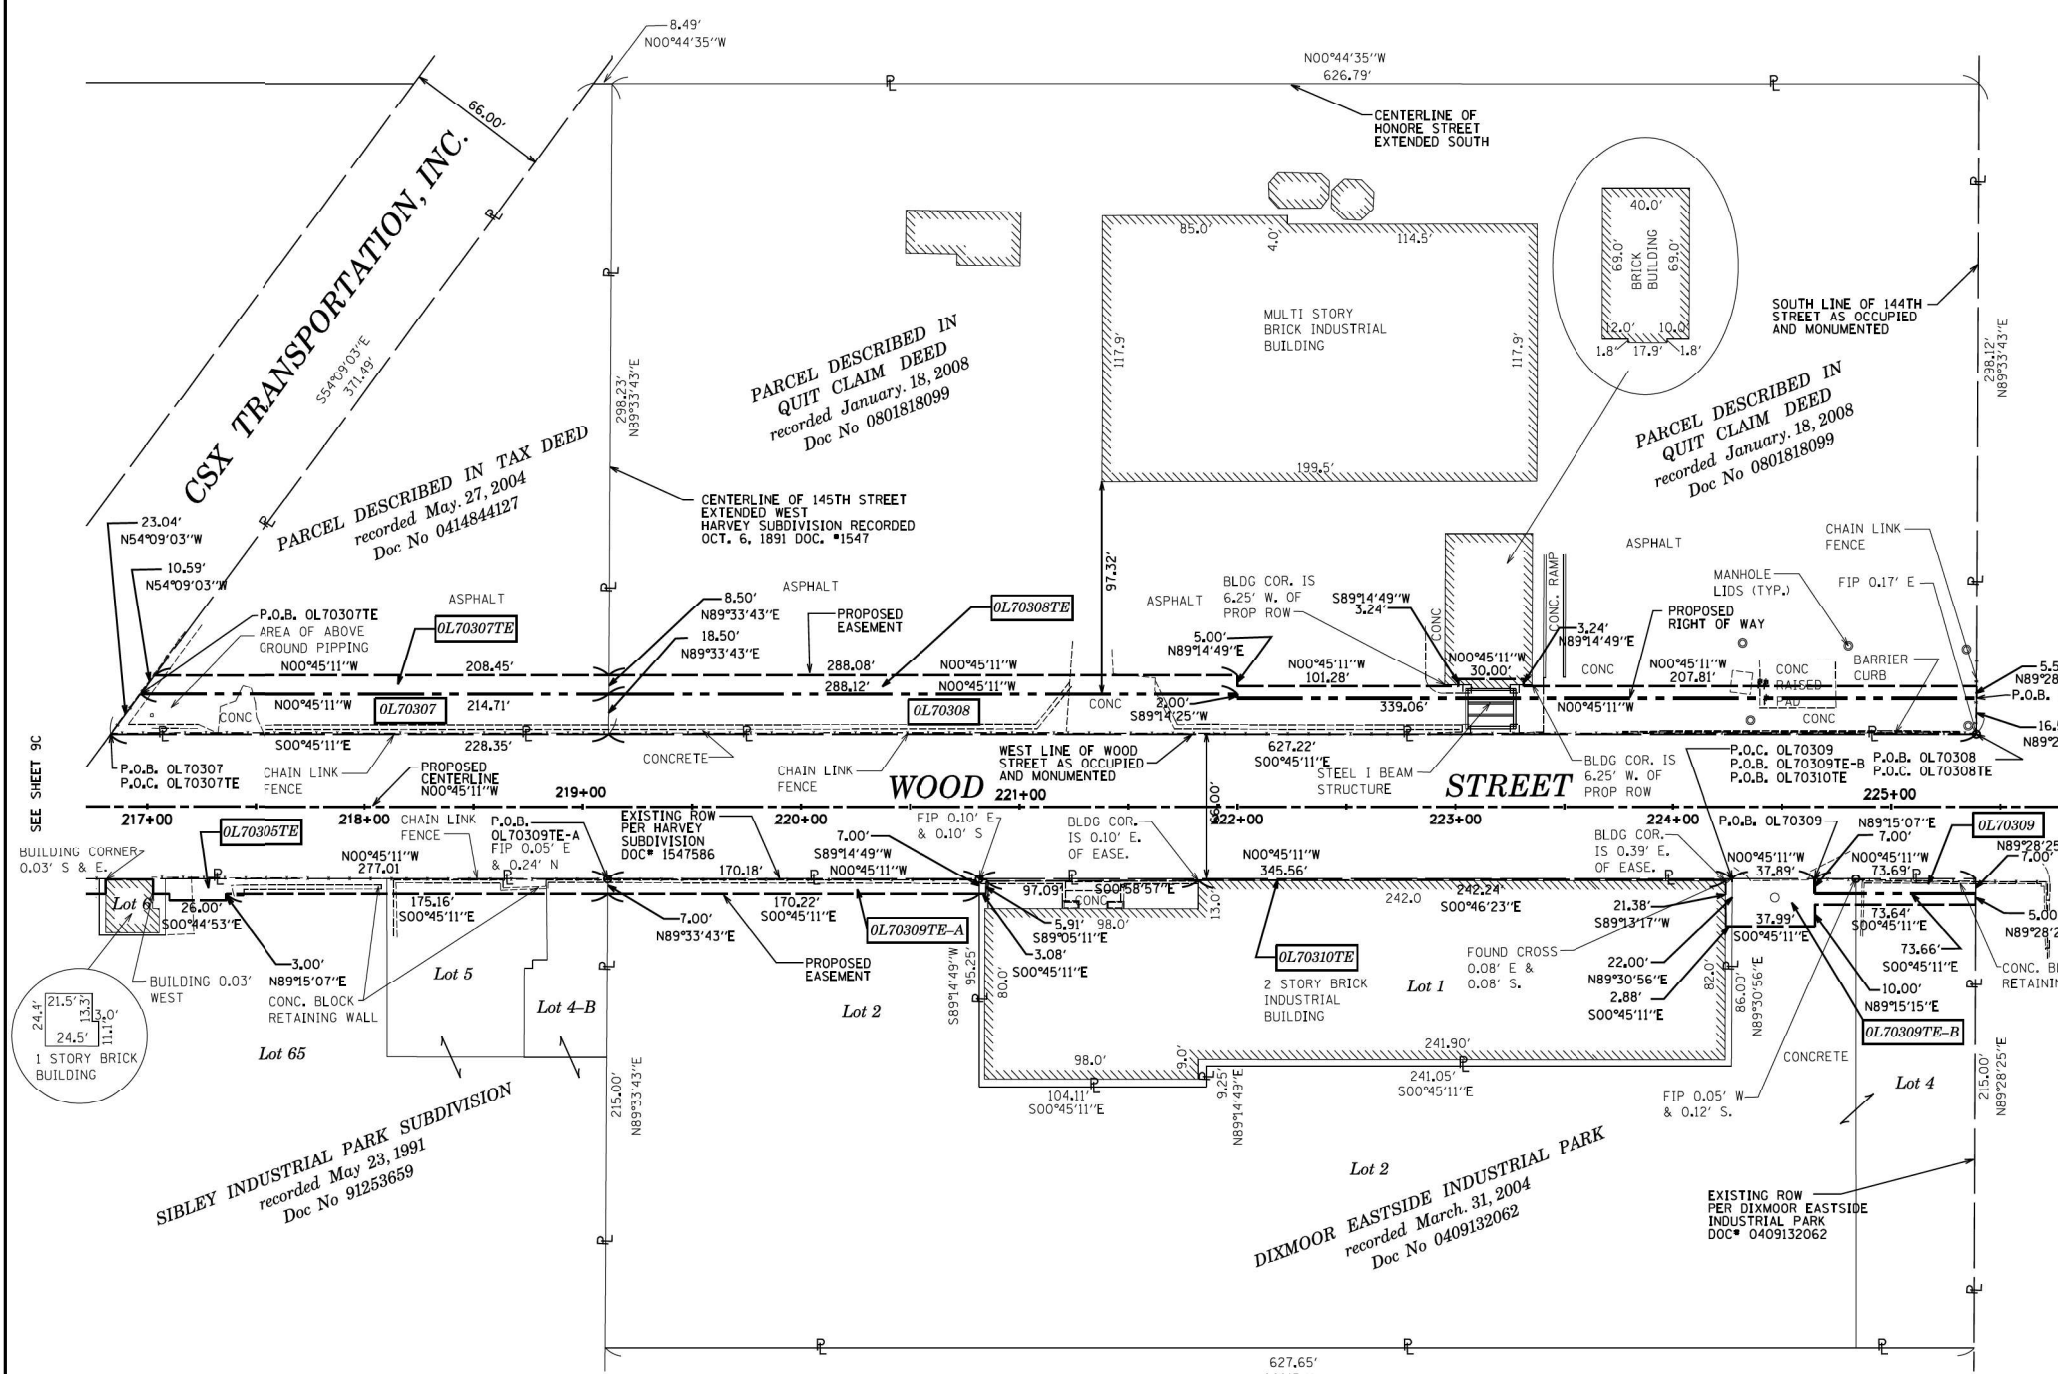 8.49'
N00°44'35"W
N00°44'35"W
626.79'
66.00'
CENTERLINE OF
HONORE STREET
EXTENDED SOUTH
CSX TRANSPORTATION, INC.
S54°09'03"E
371.49'
298.23'
N89°33'43"E
PARCEL DESCRIBED IN
QUIT CLAIM DEED
recorded January. 18, 2008
Doc No 0801818099
85.0'
4.0'
114.5'
117.9'
117.9'
MULTI STORY
BRICK INDUSTRIAL
BUILDING
199.5'
40.0'
69.0'
BRICK
BUILDING
69.0'
12.0'
10.0'
1.8'
17.9'
1.8'
SOUTH LINE OF 144TH
STREET AS OCCUPIED
AND MONUMENTED
298.12'
N89°33'43"E
PARCEL DESCRIBED IN
QUIT CLAIM DEED
recorded January. 18, 2008
Doc No 0801818099
PARCEL DESCRIBED IN TAX DEED
recorded May. 27, 2004
Doc No 0414844127
CENTERLINE OF 145TH STREET
EXTENDED WEST
HARVEY SUBDIVISION RECORDED
OCT. 6, 1891 DOC. #1547
23.04'
N54°09'03"W
10.59'
N54°09'03"W
P.O.B. OL70307TE
AREA OF ABOVE
GROUND PIPPING
ASPHALT
0L70307TE
8.50'
N89°33'43"E
18.50'
N89°33'43"E
ASPHALT
PROPOSED
EASEMENT
0L70308TE
97.32'
ASPHALT
BLDG COR. IS
6.25' W. OF
PROP ROW
S89°14'49"W
3.24'
CONC
CONC. RAMP
ASPHALT
CHAIN LINK
FENCE
MANHOLE
LIDS (TYP.)
FIP 0.17' E
PROPOSED
RIGHT OF WAY
3.24'
N89°14'49"E
5.00'
N89°14'49"E
N00°45'11"W
208.45'
288.08'
N00°45'11"W
N00°45'11"W
101.28'
N00°45'11"W
30.00'
CONC
N00°45'11"W
207.81'
CONC
RAISED
PAD
BARRIER
CURB
5.5
N89°28
P.O.B.
288.12'
N00°45'11"W
N00°45'11"W
214.71'
0L70307
0L70308
CONC
CONC
2.00'
S89°14'25"W
339.06'
N00°45'11"W
CONC
16.
N89°2
S00°45'11"E
228.35'
CONCRETE
WEST LINE OF WOOD
STREET AS OCCUPIED
AND MONUMENTED
627.22'
S00°45'11"E
P.O.B. OL70307
P.O.C. OL70307TE
CHAIN LINK
FENCE
PROPOSED
CENTERLINE
N00°45'11"W
CHAIN LINK
FENCE
WOOD
STREET
STEEL I BEAM
STRUCTURE
BLDG COR. IS
6.25' W. OF
PROP ROW
P.O.C. OL70309
P.O.B. OL70309TE-B
P.O.B. OL70310TE
P.O.B. OL70308
P.O.C. OL70308TE
SEE SHEET 9C
217+00
218+00
219+00
220+00
221+00
222+00
223+00
224+00
225+00
66.00'
0L70305TE
BUILDING CORNER
0.03' S & E.
CHAIN LINK
FENCE
P.O.B.
OL70309TE-A
FIP 0.05' E
& 0.24' N
EXISTING ROW
PER HARVEY
SUBDIVISION
DOC# 1547586
7.00'
S89°14'49"W
FIP 0.10' E.
& 0.10' S
BLDG COR.
IS 0.10' E.
OF EASE.
BLDG COR.
IS 0.39' E.
OF EASE.
P.O.B. OL70309
N89°15'07"E
7.00'
0L70309
N89°28'25
7.00'
N00°45'11"W
277.01
170.18'
N00°45'11"W
N00°45'11"W
345.56'
N00°45'11"W
37.89'
N00°45'11"W
73.69'
Lot 6
26.00'
S00°44'53"E
175.16'
S00°45'11"E
170.22'
S00°45'11"E
97.09'
S00°58'57"E
CONC
98.0'
13.0'
242.0
242.24'
S00°46'23"E
21.38'
S89°13'17"W
37.99'
S00°45'11"E
73.64'
S00°45'11"E
5.00
N89°28'2
7.00'
N89°33'43"E
0L70309TE-A
5.91'
S89°05'11"E
3.08'
S00°45'11"E
0L70310TE
FOUND CROSS
0.08' E &
0.08' S.
22.00'
N89°30'56"E
2.88'
S00°45'11"E
82.0'
86.03'
N89°30'56"E
73.66'
S00°45'11"E
10.00'
N89°15'15"E
0L70309TE-B
CONC. B
RETAININ
3.00'
N89°15'07"E
BUILDING 0.03'
WEST
CONC. BLOCK
RETAINING WALL
Lot 5
Lot 4-B
PROPOSED
EASEMENT
Lot 2
S89°14'49"W
95.25'
80.0'
2 STORY BRICK
INDUSTRIAL
BUILDING
Lot 1
24.4'
21.5'
13.3'
3.0'
11.1'
24.5'
1 STORY BRICK
BUILDING
Lot 65
98.0'
9.0'
241.90'
104.11'
S00°45'11"E
9.25'
N89°14'49"E
241.05'
S00°45'11"E
CONCRETE
FIP 0.05' W
& 0.12' S.
Lot 4
215.00'
N89°28'25"E
215.00'
N89°33'43"E
SIBLEY INDUSTRIAL PARK SUBDIVISION
recorded May 23, 1991
Doc No 91253659
Lot 2
DIXMOOR EASTSIDE INDUSTRIAL PARK
recorded March. 31, 2004
Doc No 0409132062
EXISTING ROW
PER DIXMOOR EASTSIDE
INDUSTRIAL PARK
DOC# 0409132062
627.65'